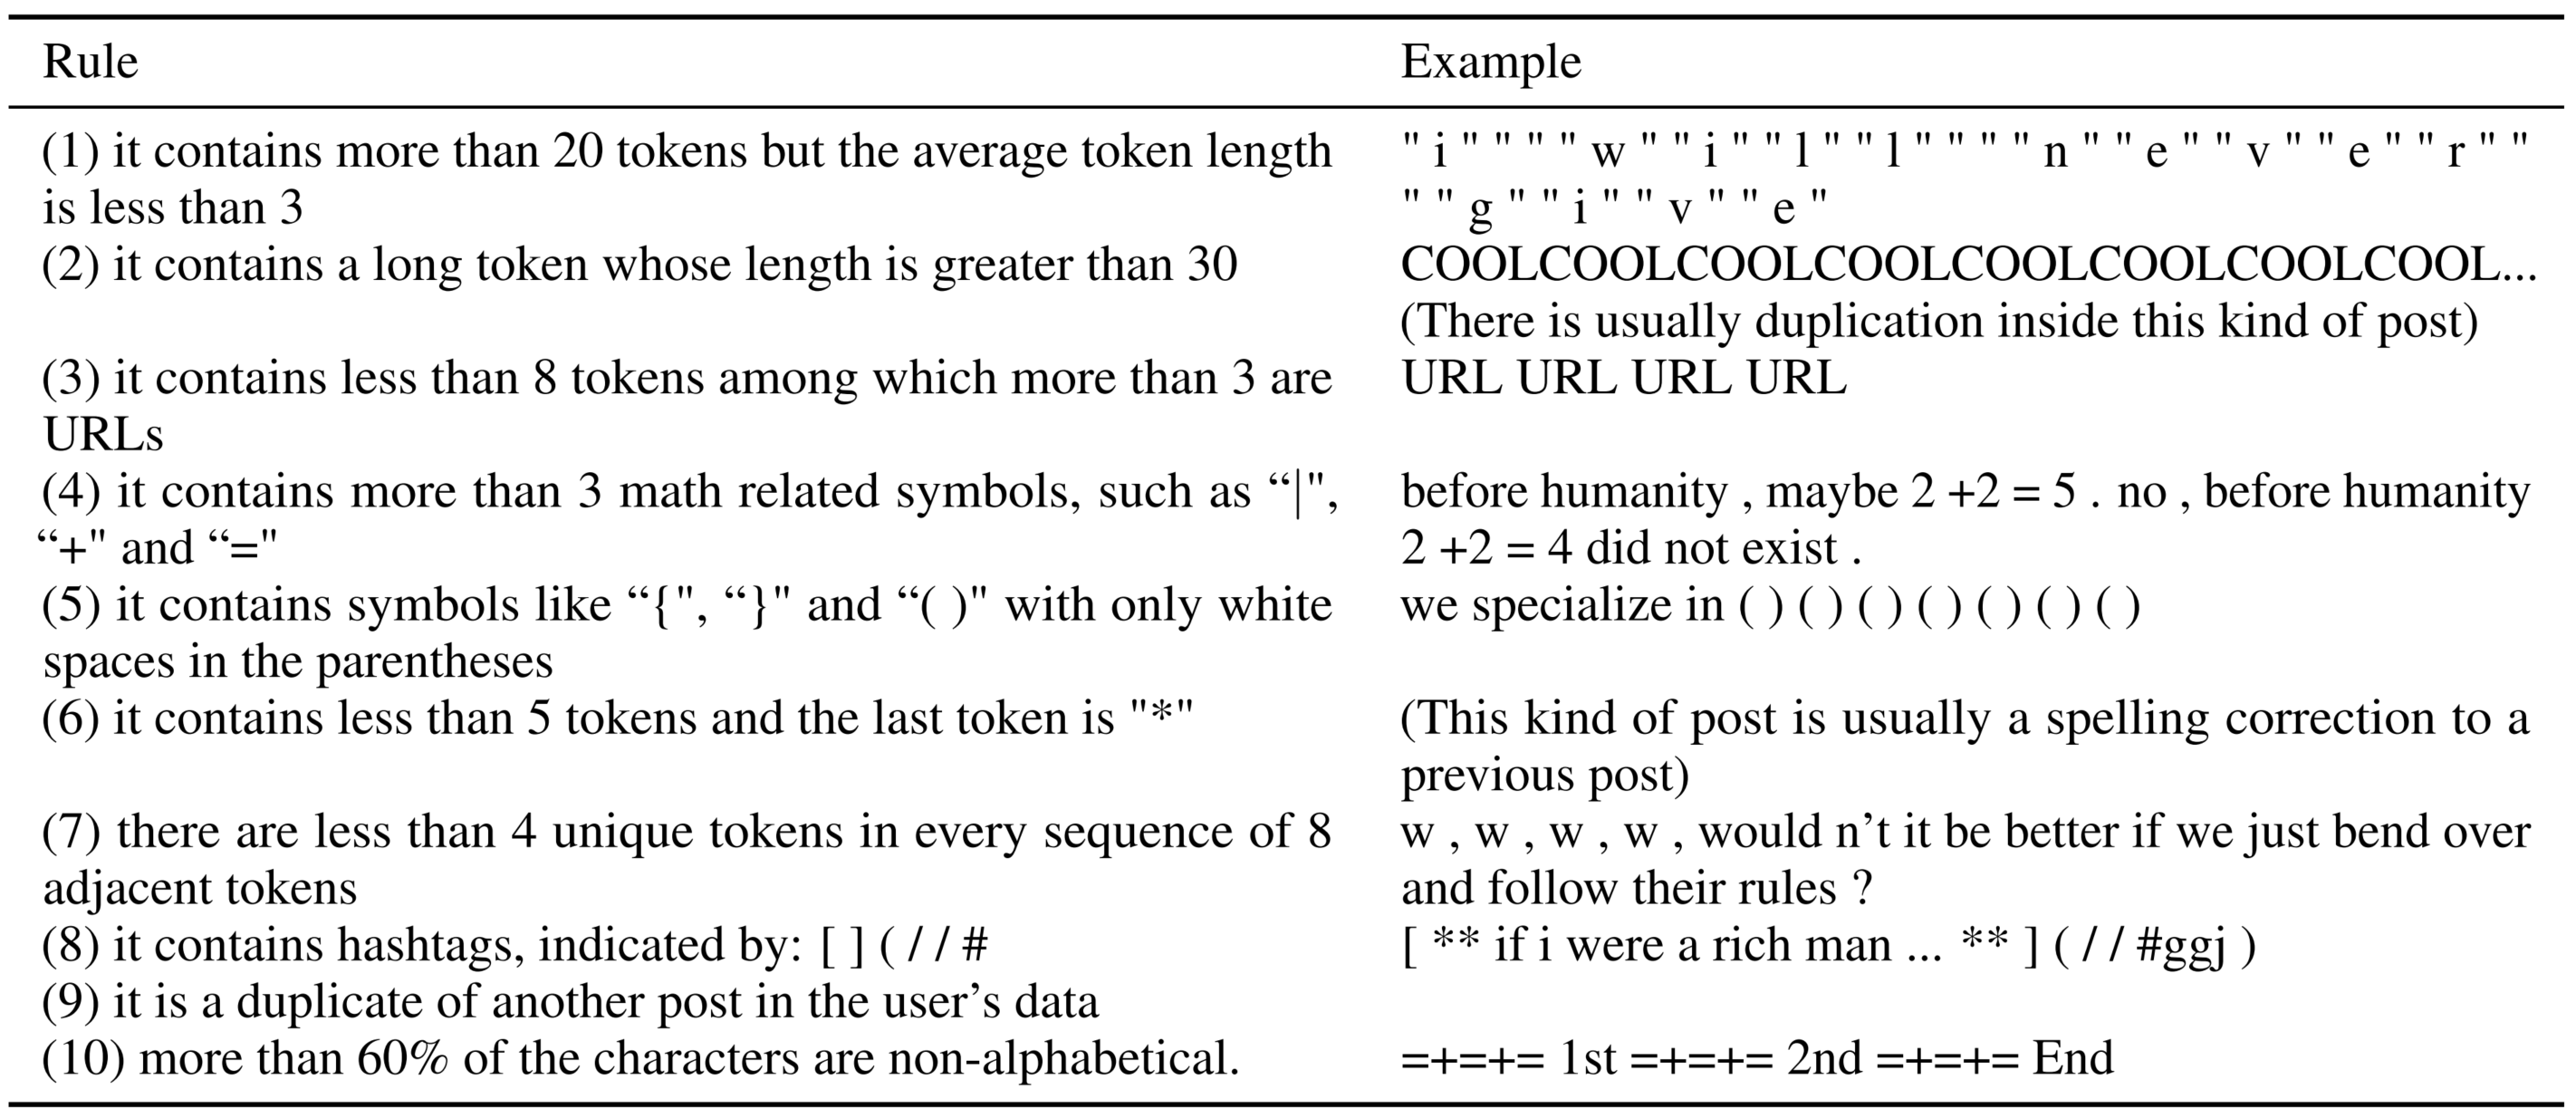 Rule
Example
(1) it contains more than 20 tokens but the average token length
is less than 3
" i " " " " w " " i " " l " " l " " " " n " " e " " v " " e " " r " "
" " g " " i " " v " " e "
(2) it contains a long token whose length is greater than 30
COOLCOOLCOOLCOOLCOOLCOOLCOOLCOOL...
(There is usually duplication inside this kind of post)
(3) it contains less than 8 tokens among which more than 3 are
URLs
URL URL URL URL
(4) it contains more than 3 math related symbols, such as “|",
“+" and “="
before humanity , maybe 2 +2 = 5 . no , before humanity
2 +2 = 4 did not exist .
(5) it contains symbols like “{", “}" and “( )" with only white
spaces in the parentheses
we specialize in ( ) ( ) ( ) ( ) ( ) ( ) ( )
(6) it contains less than 5 tokens and the last token is "*"
(This kind of post is usually a spelling correction to a
previous post)
(7) there are less than 4 unique tokens in every sequence of 8
adjacent tokens
w , w , w , w , would n’t it be better if we just bend over
and follow their rules ?
(8) it contains hashtags, indicated by: [ ] ( / / #
[ ** if i were a rich man ... ** ] ( / / #ggj )
(9) it is a duplicate of another post in the user’s data
(10) more than 60% of the characters are non-alphabetical.
=+=+= 1st =+=+= 2nd =+=+= End